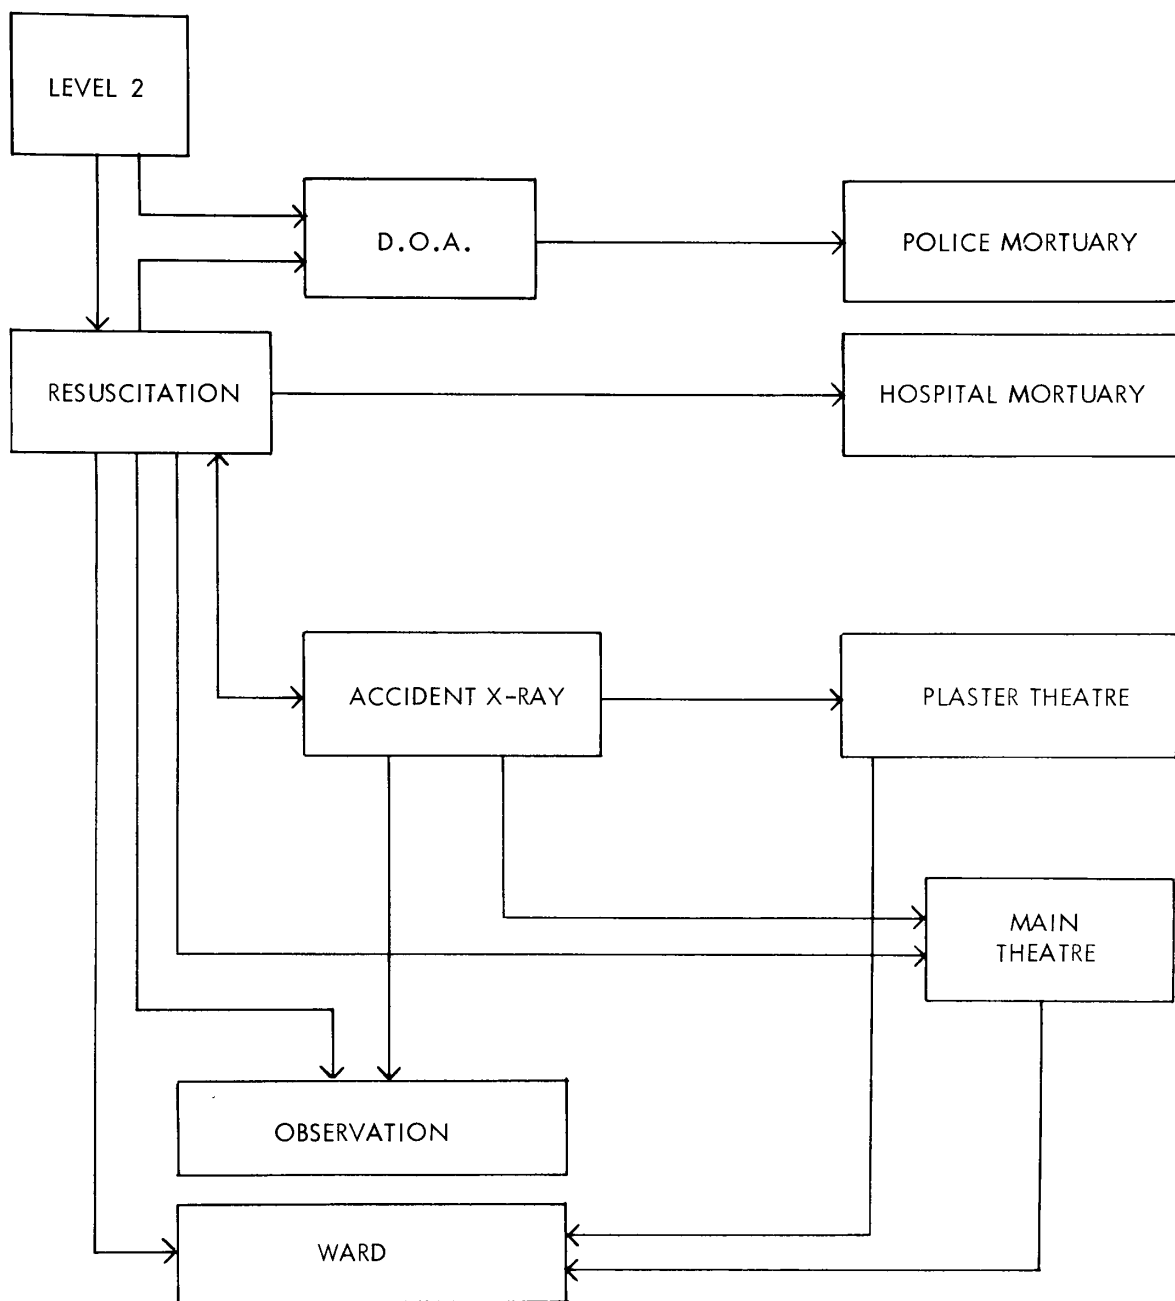 LEVEL 2
D.O.A.
POLICE MORTUARY
RESUSCITATION
HOSPITAL MORTUARY
ACCIDENT X-RAY
PLASTER THEATRE
MAIN
THEATRE
OBSERVATION
WARD